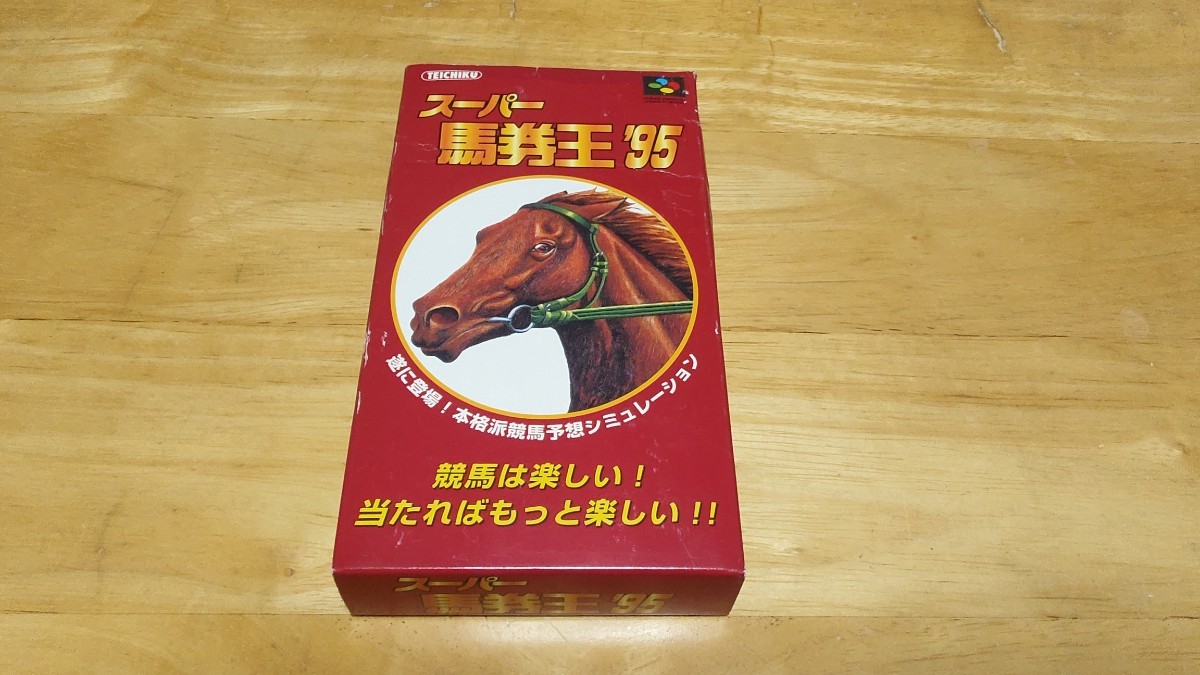 TEICHIKU
スーパー
馬券王'95
遂に登場！本格派競馬予想シミュレーション
競馬は楽しい！
当たればもっと楽しい！！
スーパー
馬券王'95